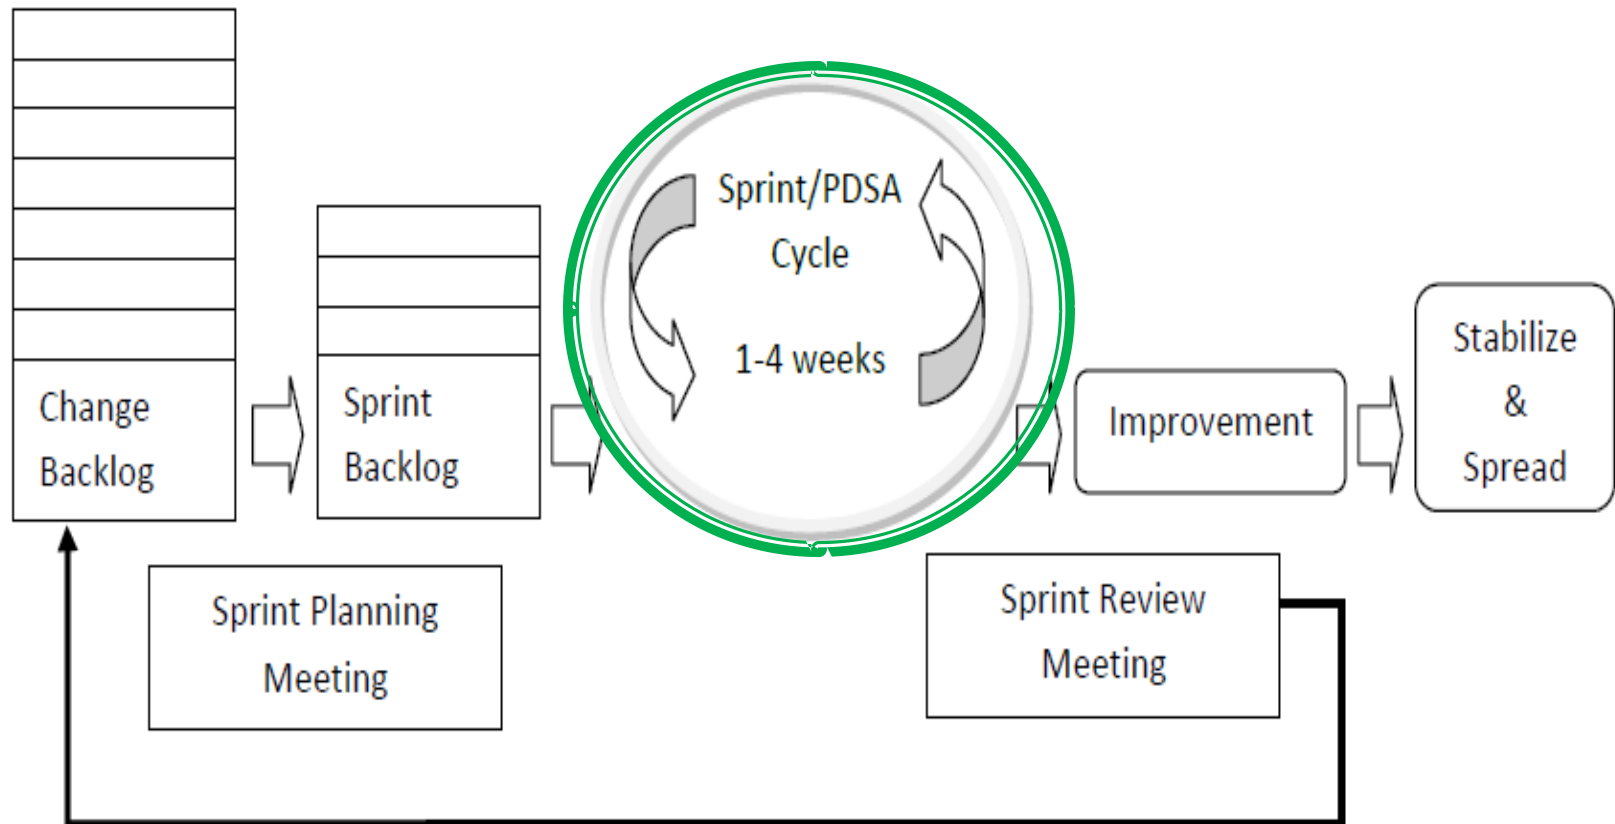 Change
Backlog
Sprint
Backlog
Sprint/PDSA
Cycle
1-4 weeks
Improvement
Stabilize
&
Spread
Sprint Planning
Meeting
Sprint Review
Meeting